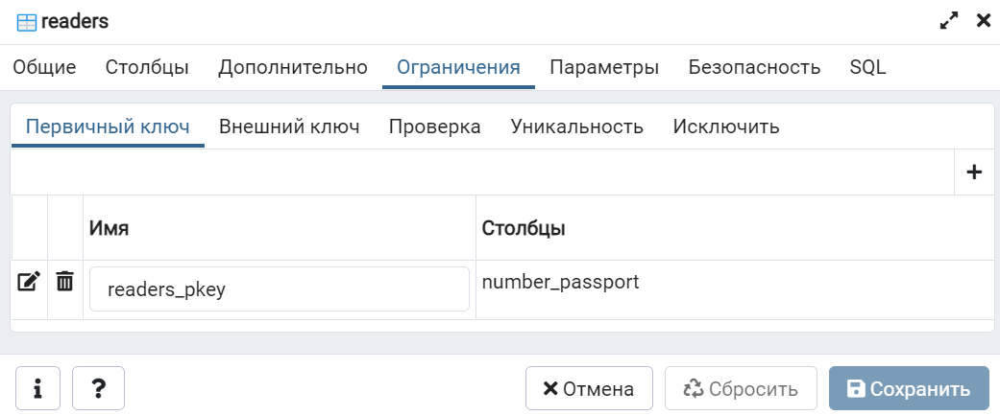 readers
Общие Столбцы Дополнительно Ограничения Параметры Безопасность SQL
Первичный ключ Внешний ключ Проверка Уникальность Исключить
Имя Столбцы
readers_pkey number_passport
Отмена Сбросить Сохранить